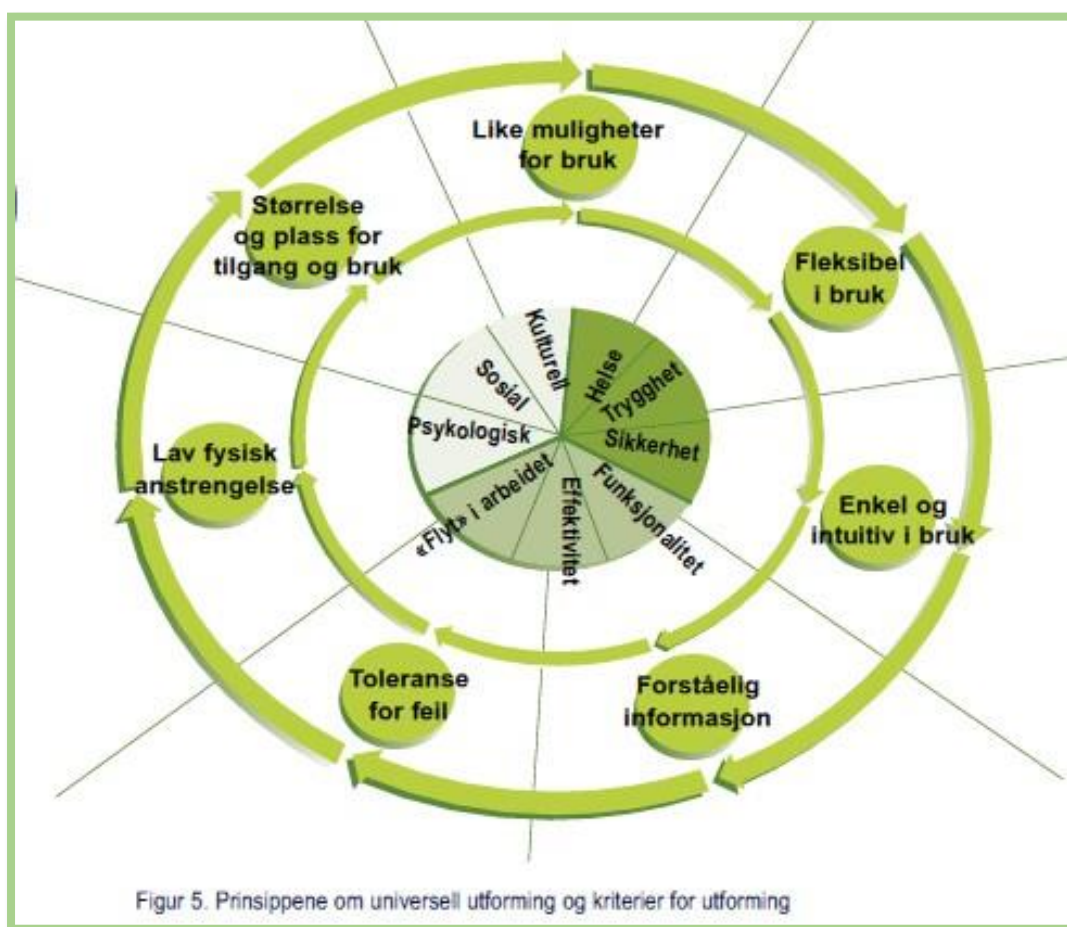 Like muligheter
for bruk
Fleksibel
i bruk
Enkel og
intuitiv i bruk
Forståelig
informasjon
Toleranse
for feil
Lav fysisk
anstrengelse
Størrelse
og plass for
tilgang og bruk
Kulturell
Helse
Trygghet
Sikkerhet
Funksjonalitet
Effektivitet
«Flyt» i arbeidet
Psykologisk
Sosial
Figur 5. Prinsippene om universell utforming og kriterier for utforming